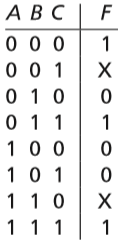 A B C F
0 0 0 1
0 0 1 X
0 1 0 0
0 1 1 1
1 0 0 0
1 0 1 0
1 1 0 X
1 1 1 1